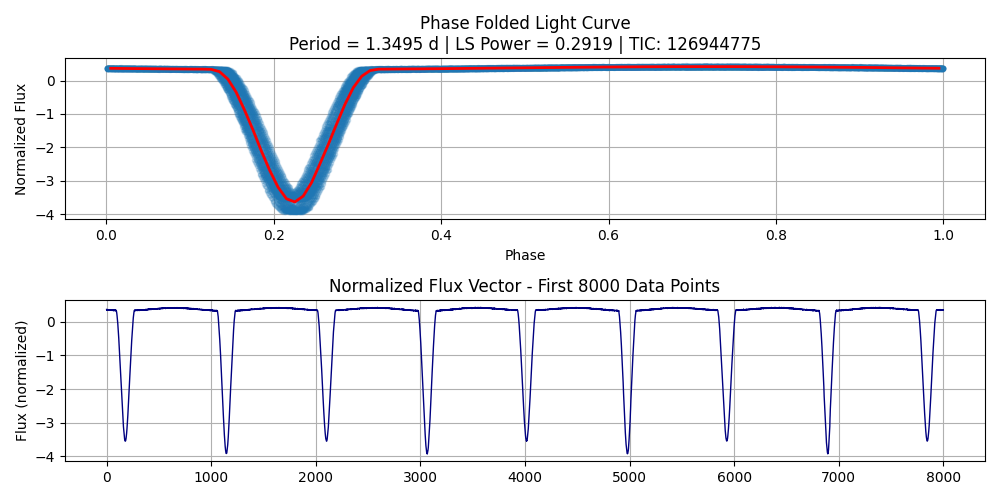 Phase Folded Light Curve
Period = 1.3495 d | LS Power = 0.2919 | TIC: 126944775
Normalized Flux
0
−1
−2
−3
−4
0.0 0.2 0.4 0.6 0.8 1.0
Phase
Normalized Flux Vector - First 8000 Data Points
Flux (normalized)
0
−1
−2
−3
−4
0 1000 2000 3000 4000 5000 6000 7000 8000